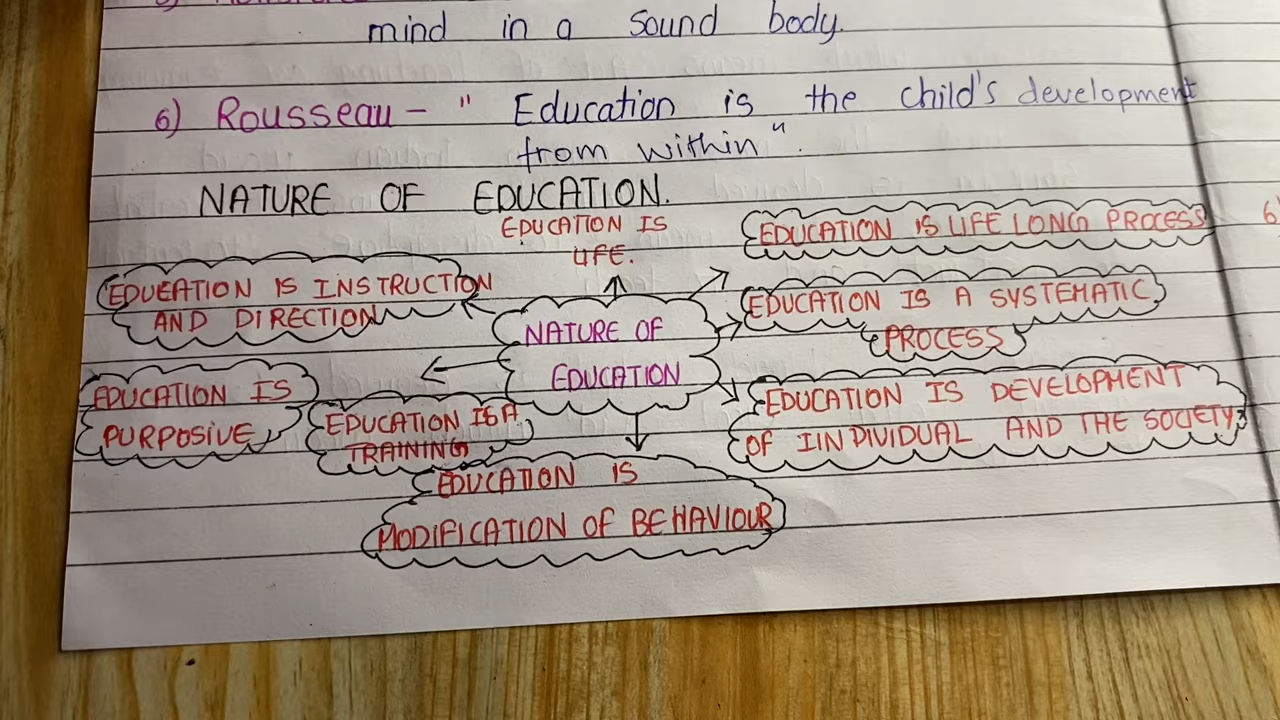 mind in a sound body.
6) Rousseau - " Education is the child's development
from within".
NATURE OF EDUCATION.
EDUCATION IS
LIFE.
EDUCATION IS LIFE LONG PROCESS
EDUCATION IS INSTRUCTION
AND DIRECTION
NATURE OF
EDUCATION
EDUCATION IS A SYSTEMATIC
PROCESS
EDUCATION IS
PURPOSIVE
EDUCATION IS A
TRAINING
EDUCATION IS DEVELOPMENT
OF IINDIVIDUAL AND THE SOCIETY
EDUCATION IS
MODIFICATION OF BEHAVIOUR
6)